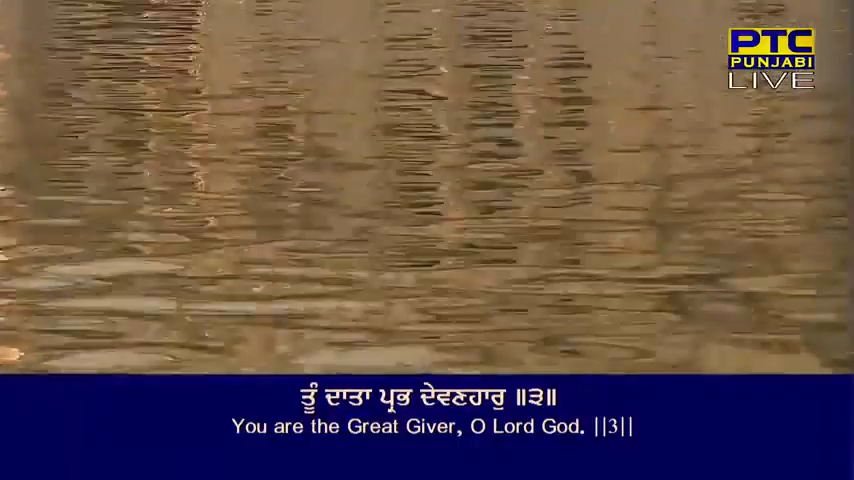 PTC
PUNJABI
LIVE
ਤੂੰ ਦਾਤਾ ਪ੍ਰਭ ਦੇਵਣਹਾਰੁ ॥੩॥
You are the Great Giver, O Lord God. ||3||